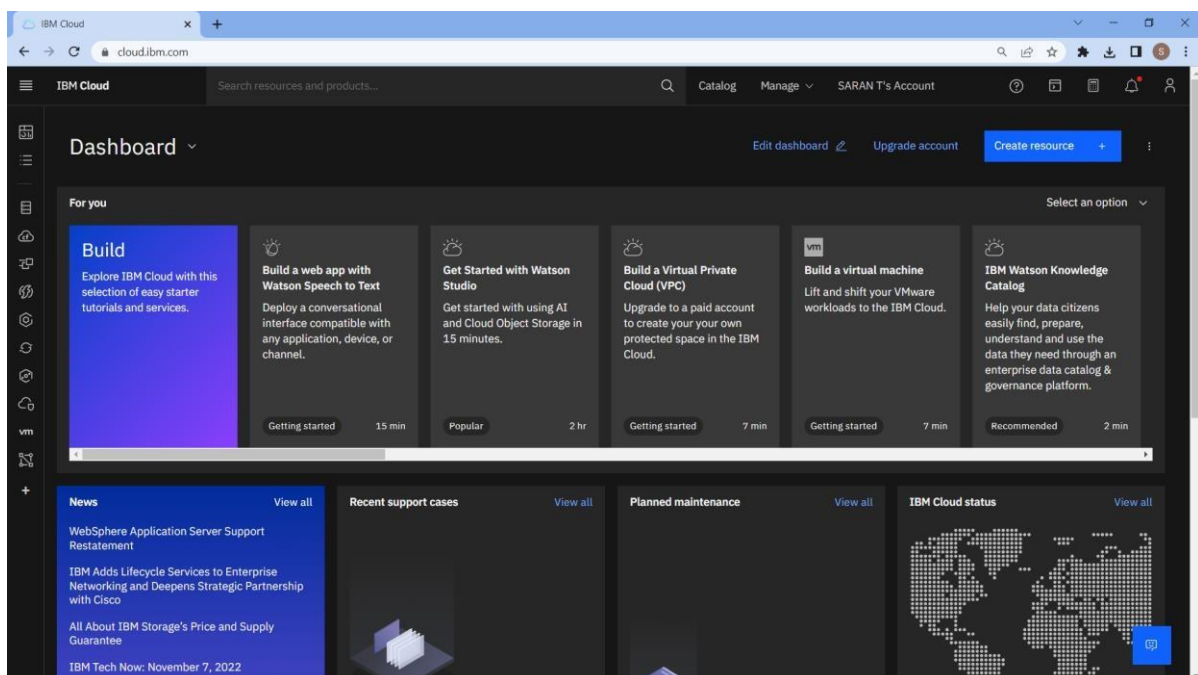 IBM Cloud
cloud.ibm.com
S
IBM Cloud
Search resources and products...
Catalog
Manage
SARAN T's Account
Dashboard
Edit dashboard
Upgrade account
Create resource +
For you
Select an option
Build
Explore IBM Cloud with this
selection of easy starter
tutorials and services.
Build a web app with
Watson Speech to Text
Deploy a conversational
interface compatible with
any application, device, or
channel.
Getting started 15 min
Get Started with Watson
Studio
Get started with using AI
and Cloud Object Storage in
15 minutes.
Popular 2 hr
Build a Virtual Private
Cloud (VPC)
Upgrade to a paid account
to create your your own
protected space in the IBM
Cloud.
Getting started 7 min
vm
Build a virtual machine
Lift and shift your VMware
workloads to the IBM Cloud.
Getting started 7 min
IBM Watson Knowledge
Catalog
Help your data citizens
easily find, prepare,
understand and use the
data they need through an
enterprise data catalog &
governance platform.
Recommended 2 min
vm
News View all
WebSphere Application Server Support
Restatement
IBM Adds Lifecycle Services to Enterprise
Networking and Deepens Strategic Partnership
with Cisco
All About IBM Storage's Price and Supply
Guarantee
IBM Tech Now: November 7, 2022
Recent support cases View all
Planned maintenance View all
IBM Cloud status View all